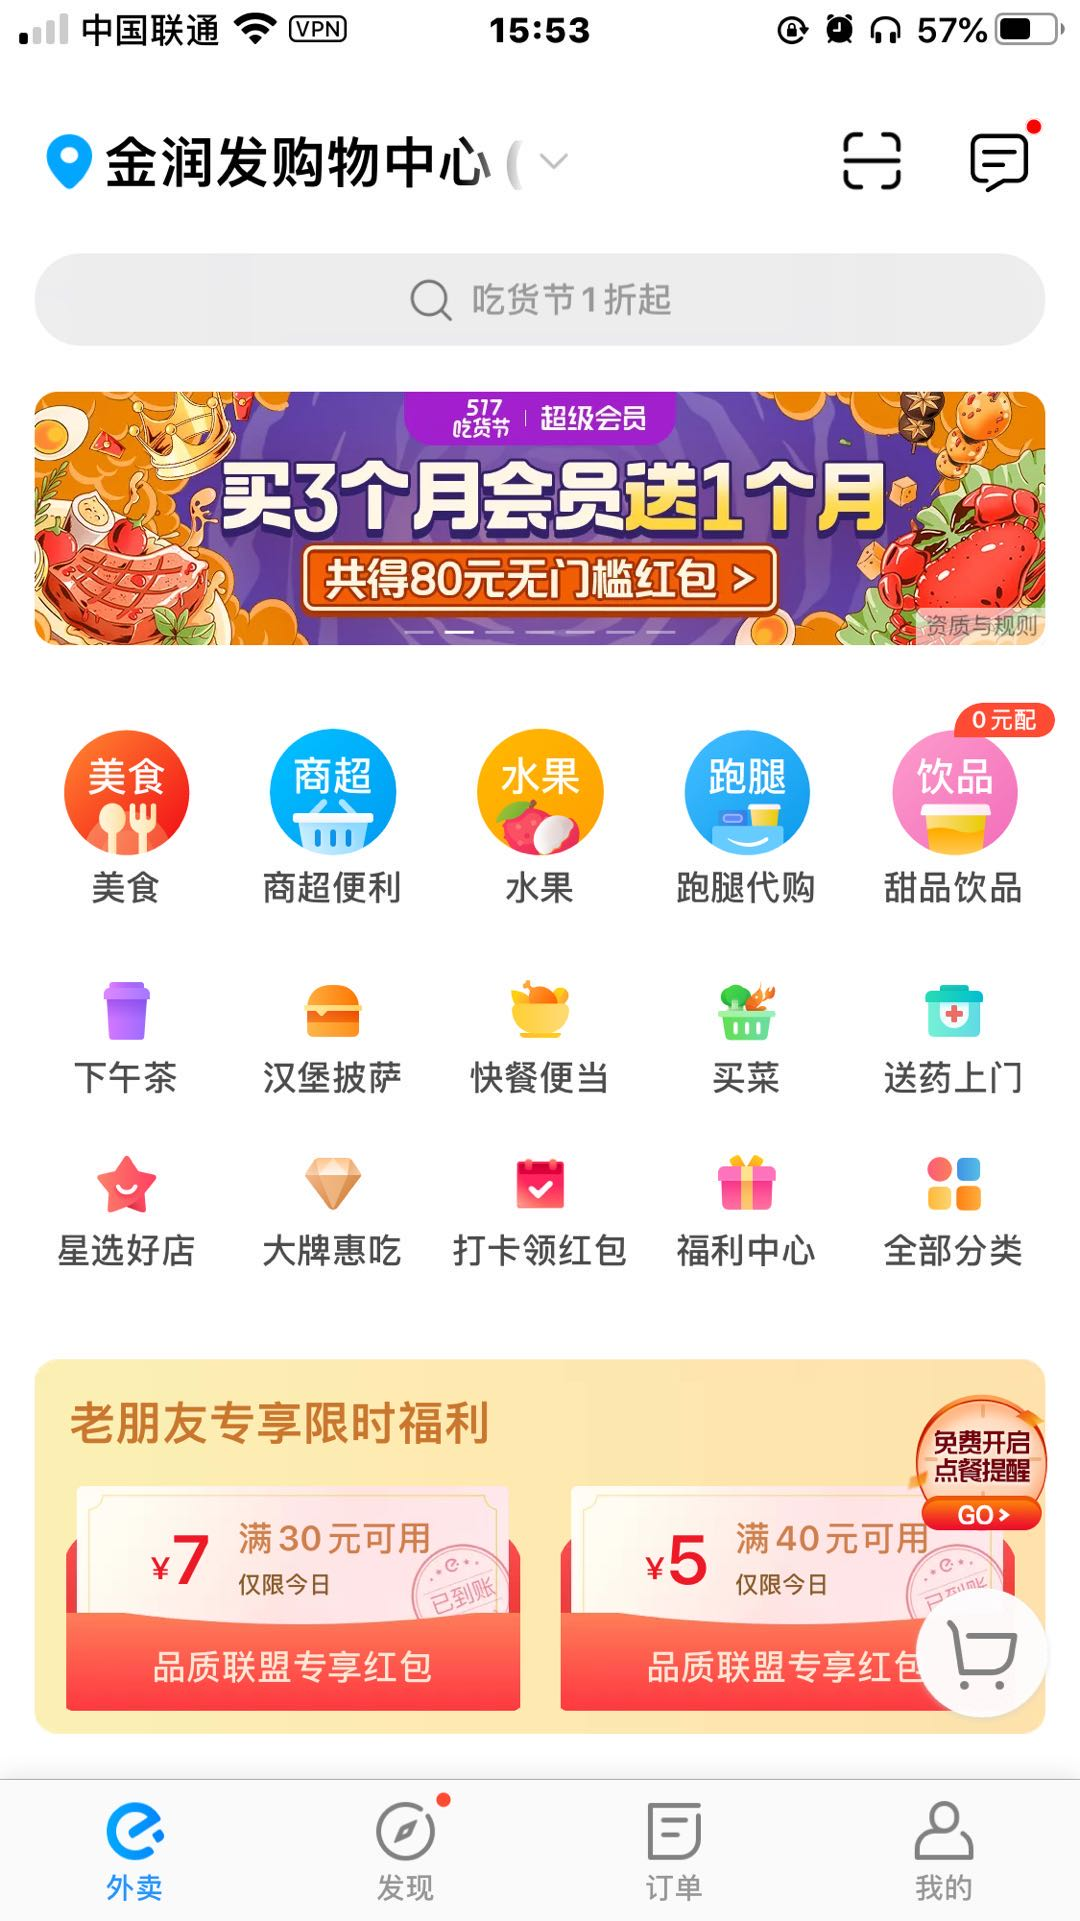 中国联通 VPN 15:53 57%
金润发购物中心 (
吃货节1折起
517
吃货节 超级会员
买3个月会员送1个月
共得80元无门槛红包 >
资质与规则
0元配
美食 商超 水果 跑腿 饮品
美食 商超便利 水果 跑腿代购 甜品饮品
下午茶 汉堡披萨 快餐便当 买菜 送药上门
星选好店 大牌惠吃 打卡领红包 福利中心 全部分类
老朋友专享限时福利
免费开启
点餐提醒
GO >
¥7 满30元可用
仅限今日
已到账
品质联盟专享红包
¥5 满40元可用
仅限今日
已到账
品质联盟专享红包
外卖 发现 订单 我的